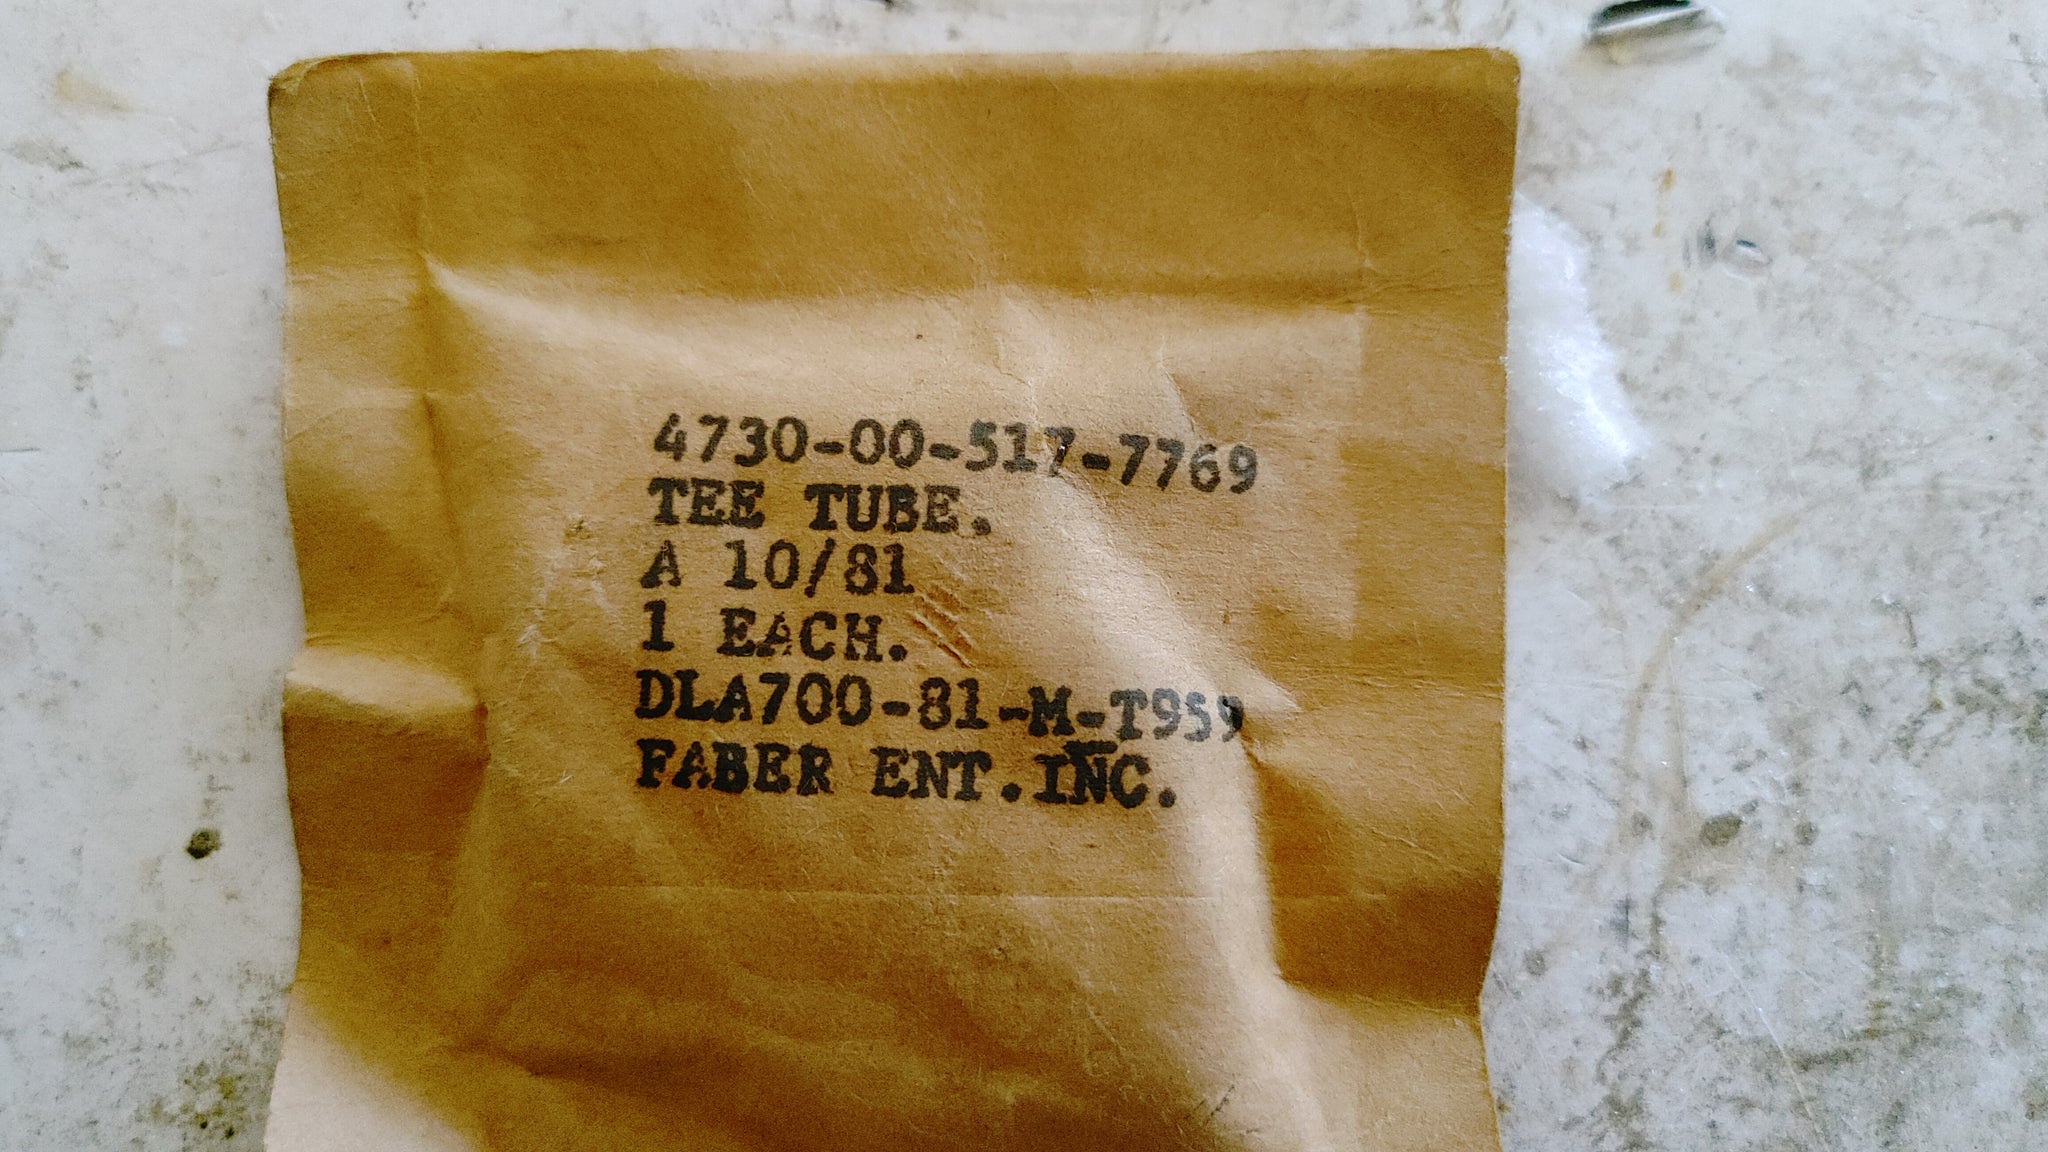 4730-00-517-7769
TEE TUBE.
A 10/81
1 EACH.
DLA700-81-M-T959
FABER ENT.INC.